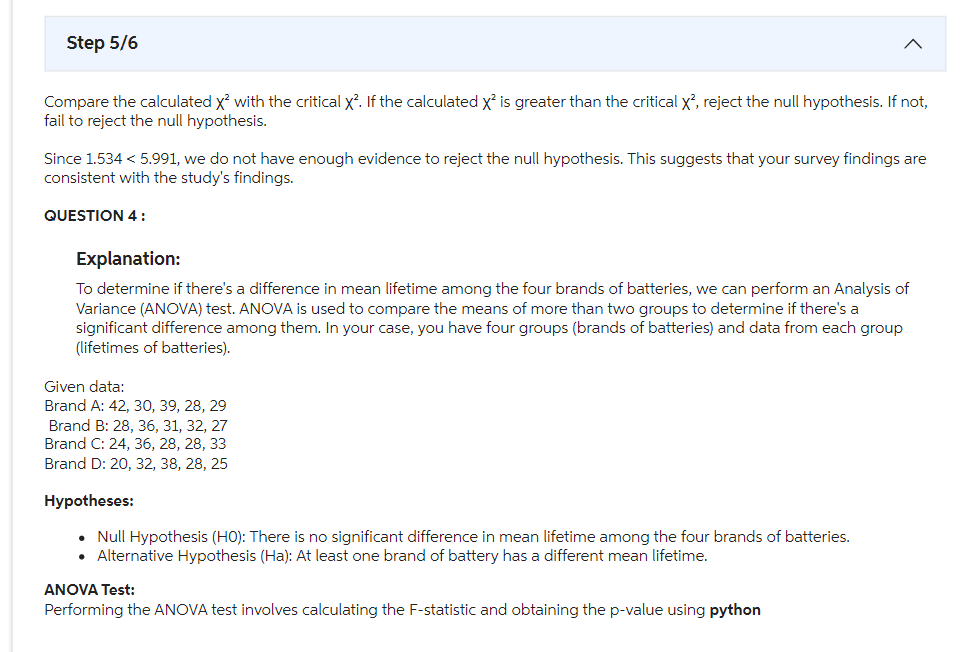 Step 5/6
Compare the calculated χ² with the critical χ². If the calculated χ² is greater than the critical χ², reject the null hypothesis. If not,
fail to reject the null hypothesis.
Since 1.534 < 5.991, we do not have enough evidence to reject the null hypothesis. This suggests that your survey findings are
consistent with the study's findings.
QUESTION 4 :
Explanation:
To determine if there's a difference in mean lifetime among the four brands of batteries, we can perform an Analysis of
Variance (ANOVA) test. ANOVA is used to compare the means of more than two groups to determine if there's a
significant difference among them. In your case, you have four groups (brands of batteries) and data from each group
(lifetimes of batteries).
Given data:
Brand A: 42, 30, 39, 28, 29
Brand B: 28, 36, 31, 32, 27
Brand C: 24, 36, 28, 28, 33
Brand D: 20, 32, 38, 28, 25
Hypotheses:
• Null Hypothesis (H0): There is no significant difference in mean lifetime among the four brands of batteries.
• Alternative Hypothesis (Ha): At least one brand of battery has a different mean lifetime.
ANOVA Test:
Performing the ANOVA test involves calculating the F-statistic and obtaining the p-value using python